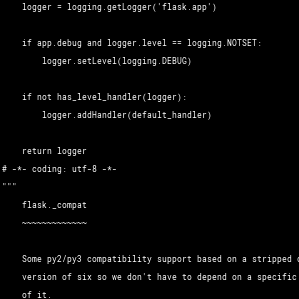 logger = logging.getLogger('flask.app')
if app.debug and logger.level == logging.NOTSET:
logger.setLevel(logging.DEBUG)
if not has_level_handler(logger):
logger.addHandler(default_handler)
return logger
# -*- coding: utf-8 -*-
"""
flask._compat
~~~~~~~~~~~~~
Some py2/py3 compatibility support based on a stripped
version of six so we don't have to depend on a specific
of it.